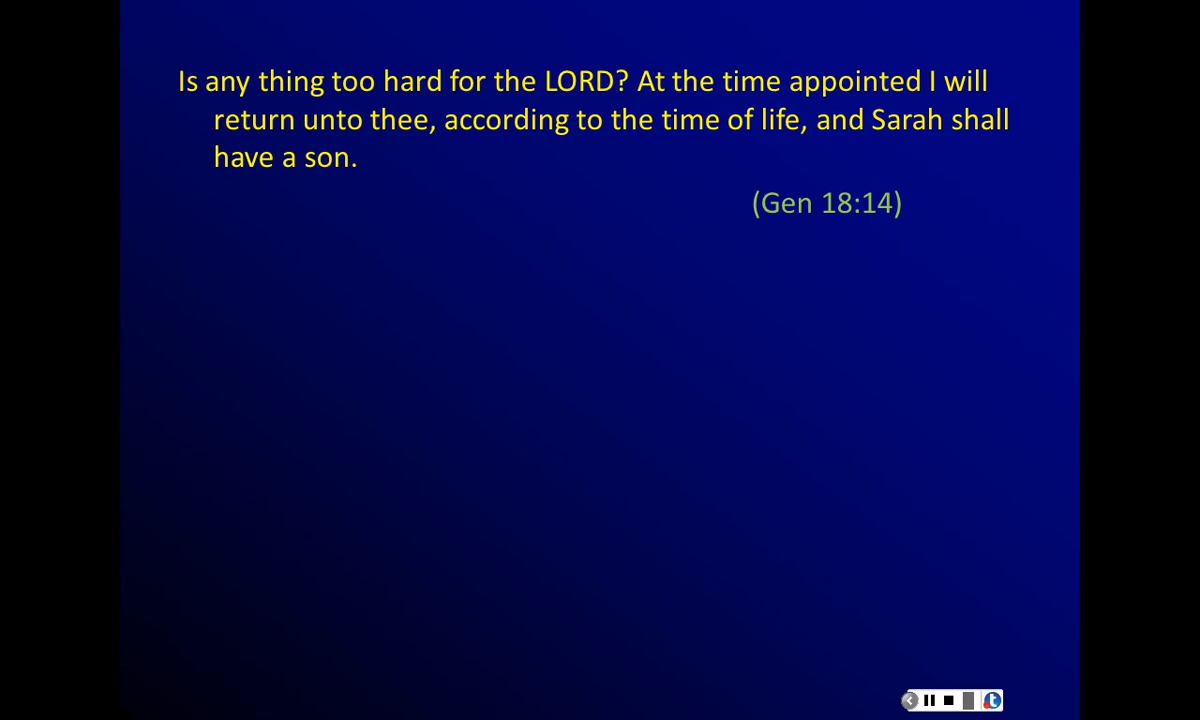 Is any thing too hard for the LORD? At the time appointed I will
return unto thee, according to the time of life, and Sarah shall
have a son.
(Gen 18:14)